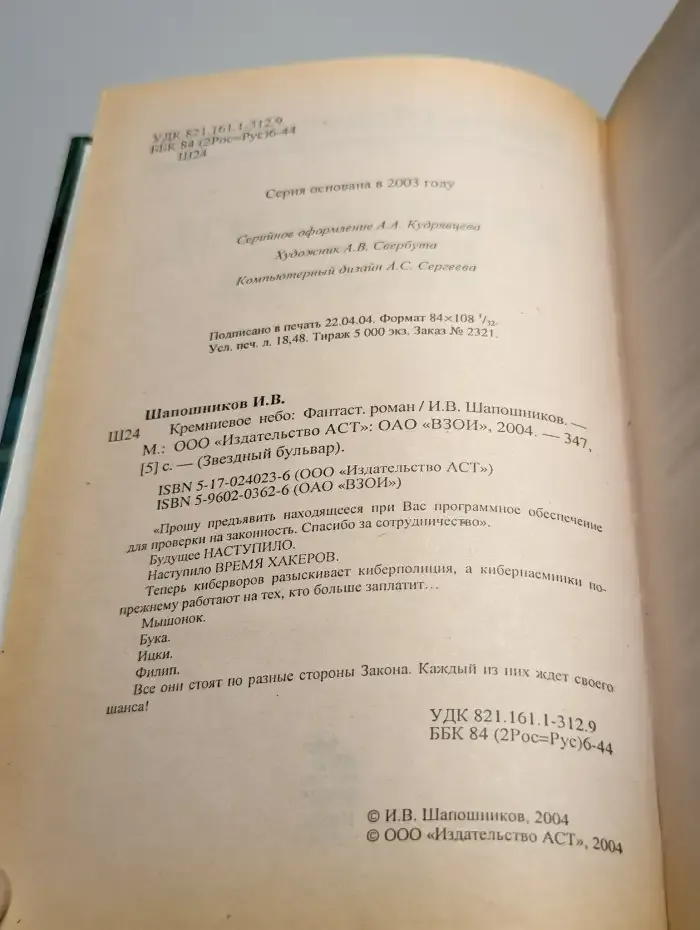 УДК 821.161.1-312.9
ББК 84 (2Рос=Рус)6-44
Ш24
Серия основана в 2003 году
Серийное оформление А.А. Кудрявцева
Художник А.В. Свербута
Компьютерный дизайн А.С. Сергеева
Подписано в печать 22.04.04. Формат 84×108 1/32.
Усл. печ. л. 18,48. Тираж 5 000 экз. Заказ № 2321.
Шапошников И.В.
Ш24 Кремниевое небо: Фантаст. роман / И.В. Шапошников. —
М.: ООО «Издательство АСТ»: ОАО «ВЗОИ», 2004. — 347,
[5] с. — (Звездный бульвар).
ISBN 5-17-024023-6 (ООО «Издательство АСТ»)
ISBN 5-9602-0362-6 (ОАО «ВЗОИ»)
«Прошу предъявить находящееся при Вас программное обеспечение
для проверки на законность. Спасибо за сотрудничество».
Будущее НАСТУПИЛО.
Наступило ВРЕМЯ ХАКЕРОВ.
Теперь киберворов разыскивает киберполиция, а кибернаемники по-
прежнему работают на тех, кто больше заплатит...
Мышонок.
Бука.
Ицки.
Филип.
Все они стоят по разные стороны Закона. Каждый из них ждет своего
шанса!
УДК 821.161.1-312.9
ББК 84 (2Рос=Рус)6-44
© И.В. Шапошников, 2004
© ООО «Издательство АСТ», 2004